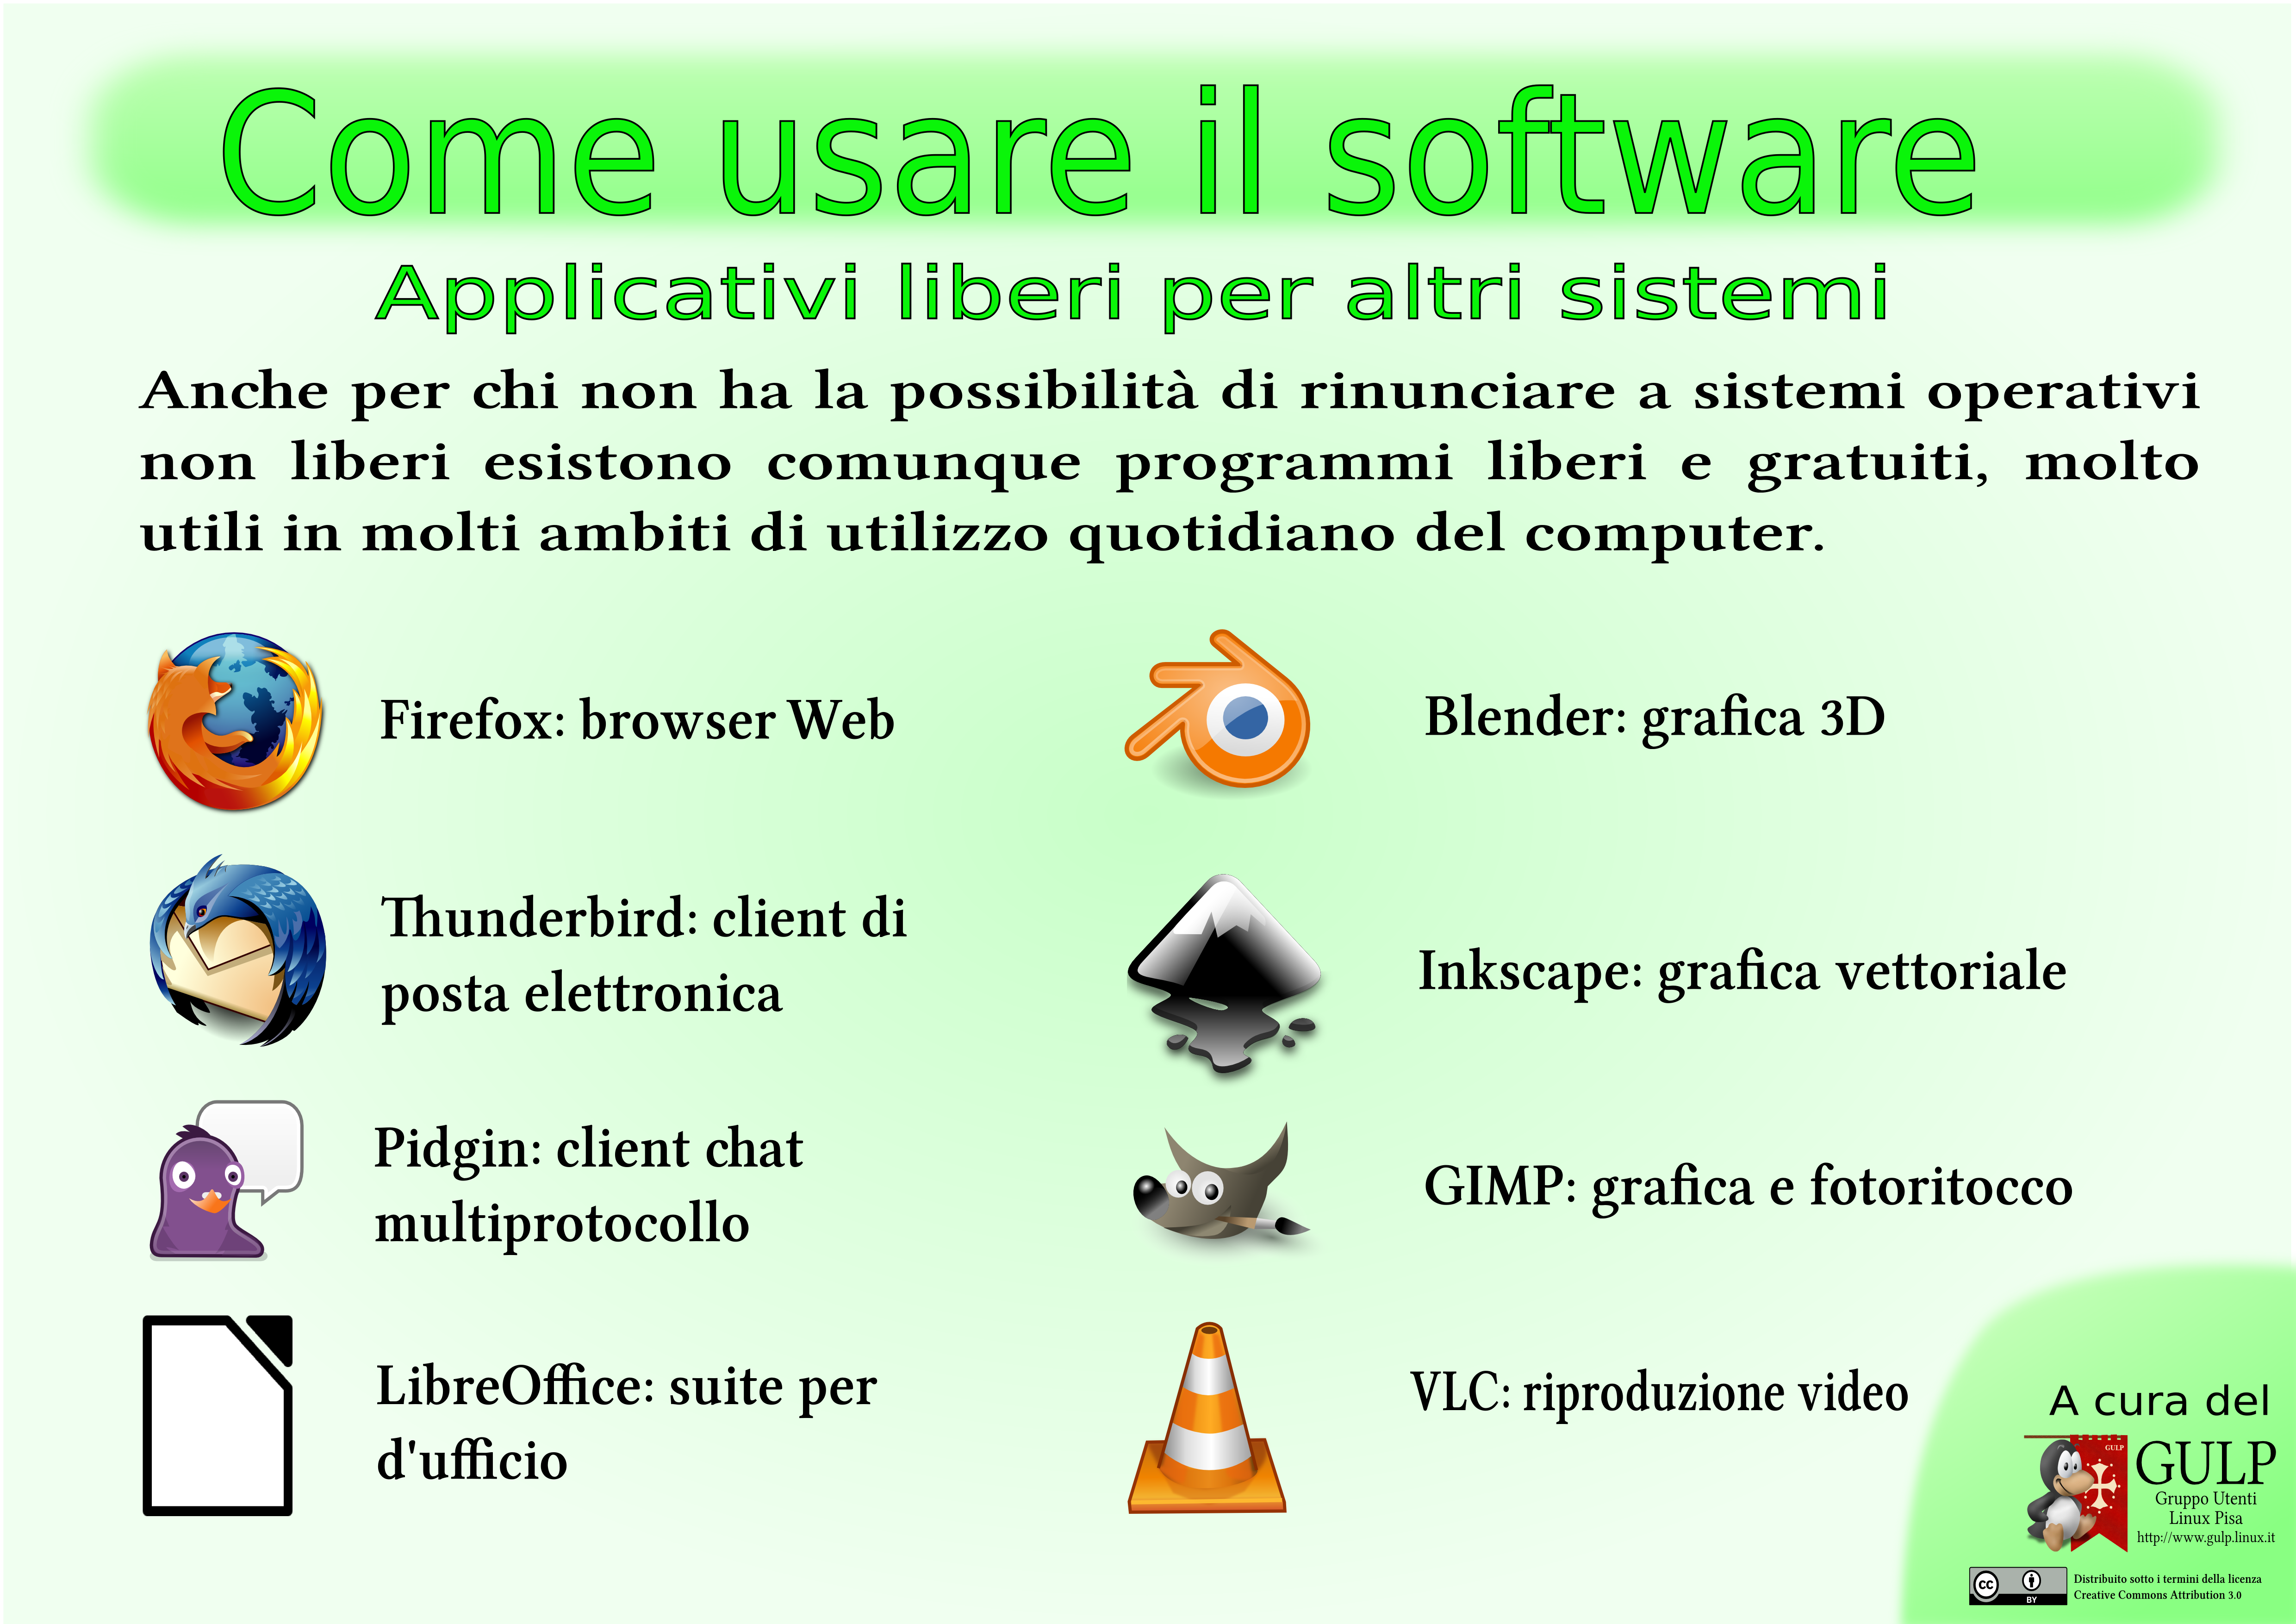 Come usare il software
Applicativi liberi per altri sistemi
Anche per chi non ha la possibilità di rinunciare a sistemi operativi
non liberi esistono comunque programmi liberi e gratuiti, molto
utili in molti ambiti di utilizzo quotidiano del computer.
Firefox: browser Web
Thunderbird: client di
posta elettronica
Pidgin: client chat
multiprotocollo
LibreOffice: suite per
d'ufficio
Blender: grafica 3D
Inkscape: grafica vettoriale
GIMP: grafica e fotoritocco
VLC: riproduzione video
A cura del
GULP
GULP
Gruppo Utenti
Linux Pisa
http://www.gulp.linux.it
cc
BY
Distribuito sotto i termini della licenza
Creative Commons Attribution 3.0